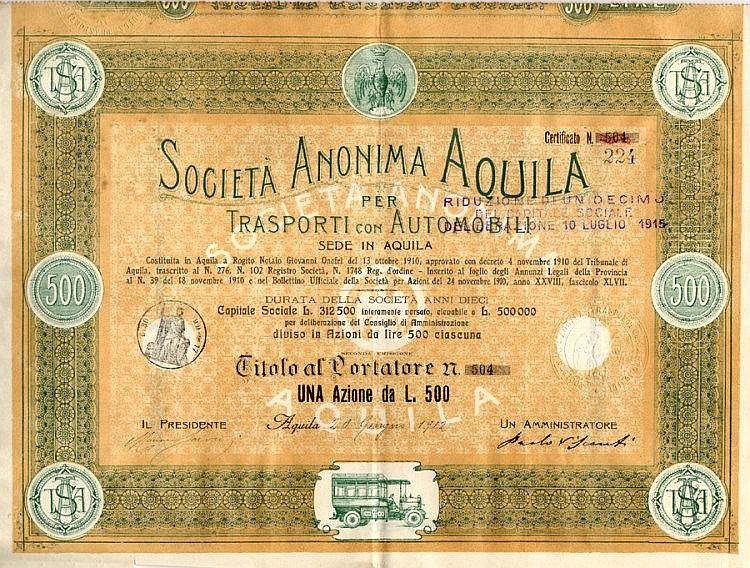 500
LIRE
Certificato N. 504
224
SOCIETÀ ANONIMA AQUILA
PER
TRASPORTI CON AUTOMOBILI
SEDE IN AQUILA
RIDUZIONE DI UN DECIMO
DEL CAPITALE SOCIALE
DELIBERAZIONE 10 LUGLIO 1915
SOCIETÀ ANONIMA
AQUILA
Costituita in Aquila a Rogito Notaio Giovanni Onofri del 13 ottobre 1910, approvato con decreto 4 novembre 1910 del Tribunale di
Aquila, trascritto al N. 276, N. 102 Registro Società, N. 1748 Reg. d'ordine - Inserito al foglio degli Annunzi Legali della Provincia
al N. 39 del 18 novembre 1910 e nel Bollettino Ufficiale della Società per Azioni del 24 novembre 1910, anno XXVIII, fascicolo XLVII.
500
500
DURATA DELLA SOCIETÀ ANNI DIECI
Capitale Sociale L. 312500 interamente versato, elevabile a L. 500000
per deliberazione del Consiglio di Amministrazione
diviso in Azioni da lire 500 ciascuna
SECONDA EMISSIONE
Titolo al Portatore N. 504
UNA Azione da L. 500
IL PRESIDENTE
Aquila
Giugno 1912
UN AMMINISTRATORE